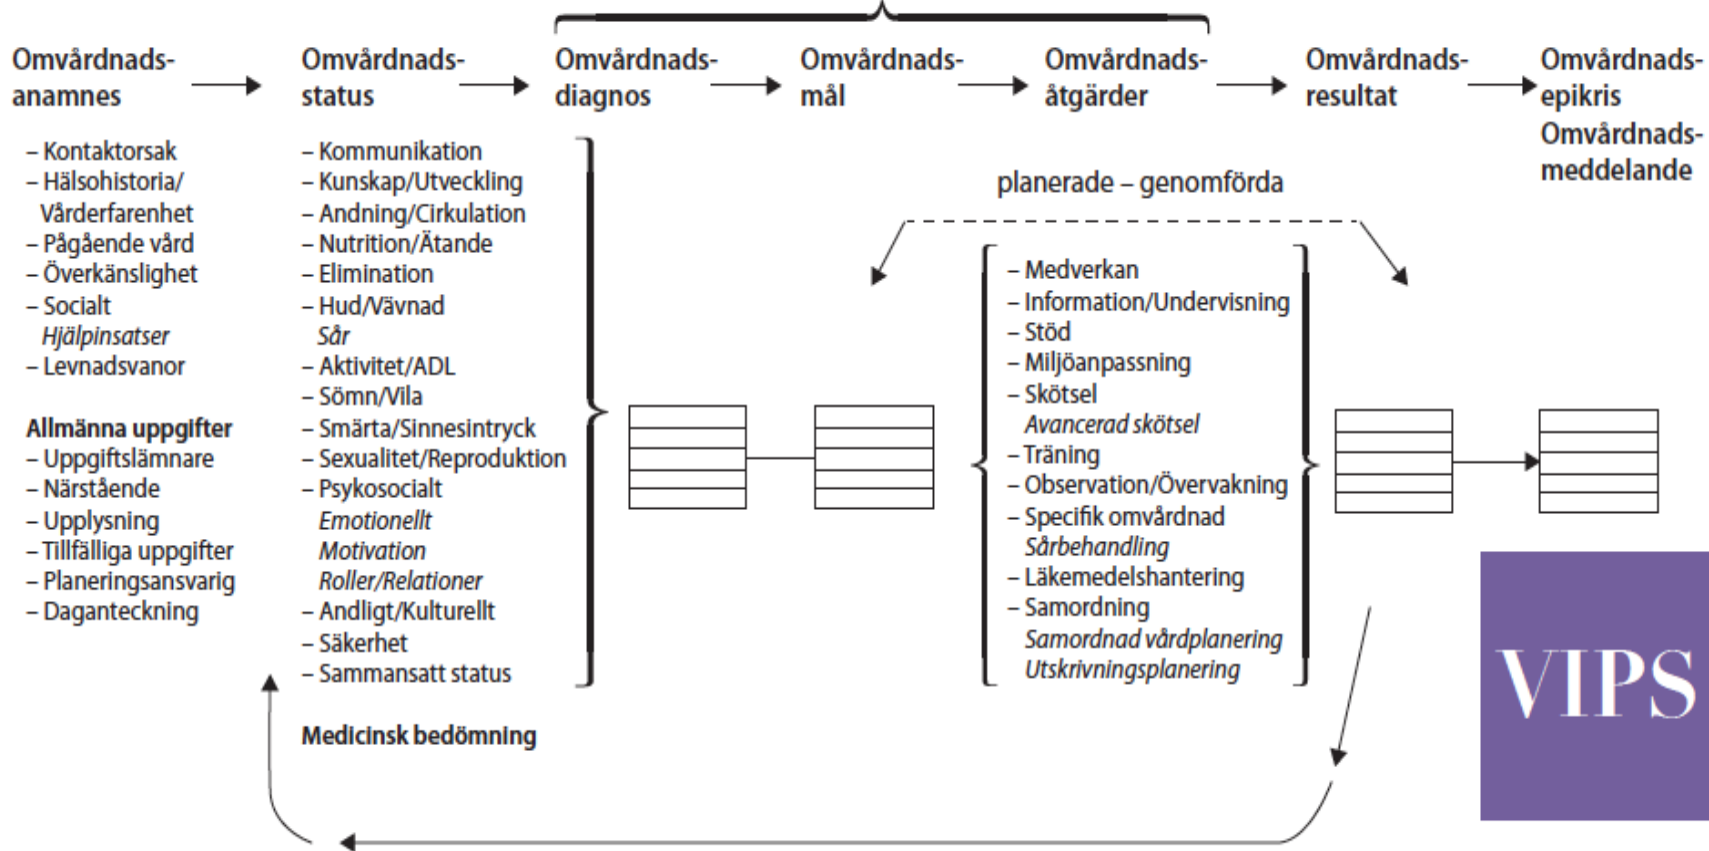 Omvårdnads-
anamnes
– Kontaktorsak
– Hälsohistoria/
Vårderfarenhet
– Pågående vård
– Överkänslighet
– Socialt
Hjälpinsatser
– Levnadsvanor
Allmänna uppgifter
– Uppgiftslämnare
– Närstående
– Upplysning
– Tillfälliga uppgifter
– Planeringsansvarig
– Daganteckning
Omvårdnads-
status
– Kommunikation
– Kunskap/Utveckling
– Andning/Cirkulation
– Nutrition/Ätande
– Elimination
– Hud/Vävnad
Sår
– Aktivitet/ADL
– Sömn/Vila
– Smärta/Sinnesintryck
– Sexualitet/Reproduktion
– Psykosocialt
Emotionellt
Motivation
Roller/Relationer
– Andligt/Kulturellt
– Säkerhet
– Sammansatt status
Medicinsk bedömning
Omvårdnads-
diagnos
Omvårdnads-
mål
Omvårdnads-
åtgärder
planerade – genomförda
– Medverkan
– Information/Undervisning
– Stöd
– Miljöanpassning
– Skötsel
Avancerad skötsel
– Träning
– Observation/Övervakning
– Specifik omvårdnad
Sårbehandling
– Läkemedelshantering
– Samordning
Samordnad vårdplanering
Utskrivningsplanering
Omvårdnads-
resultat
Omvårdnads-
epikris
Omvårdnads-
meddelande
VIPS